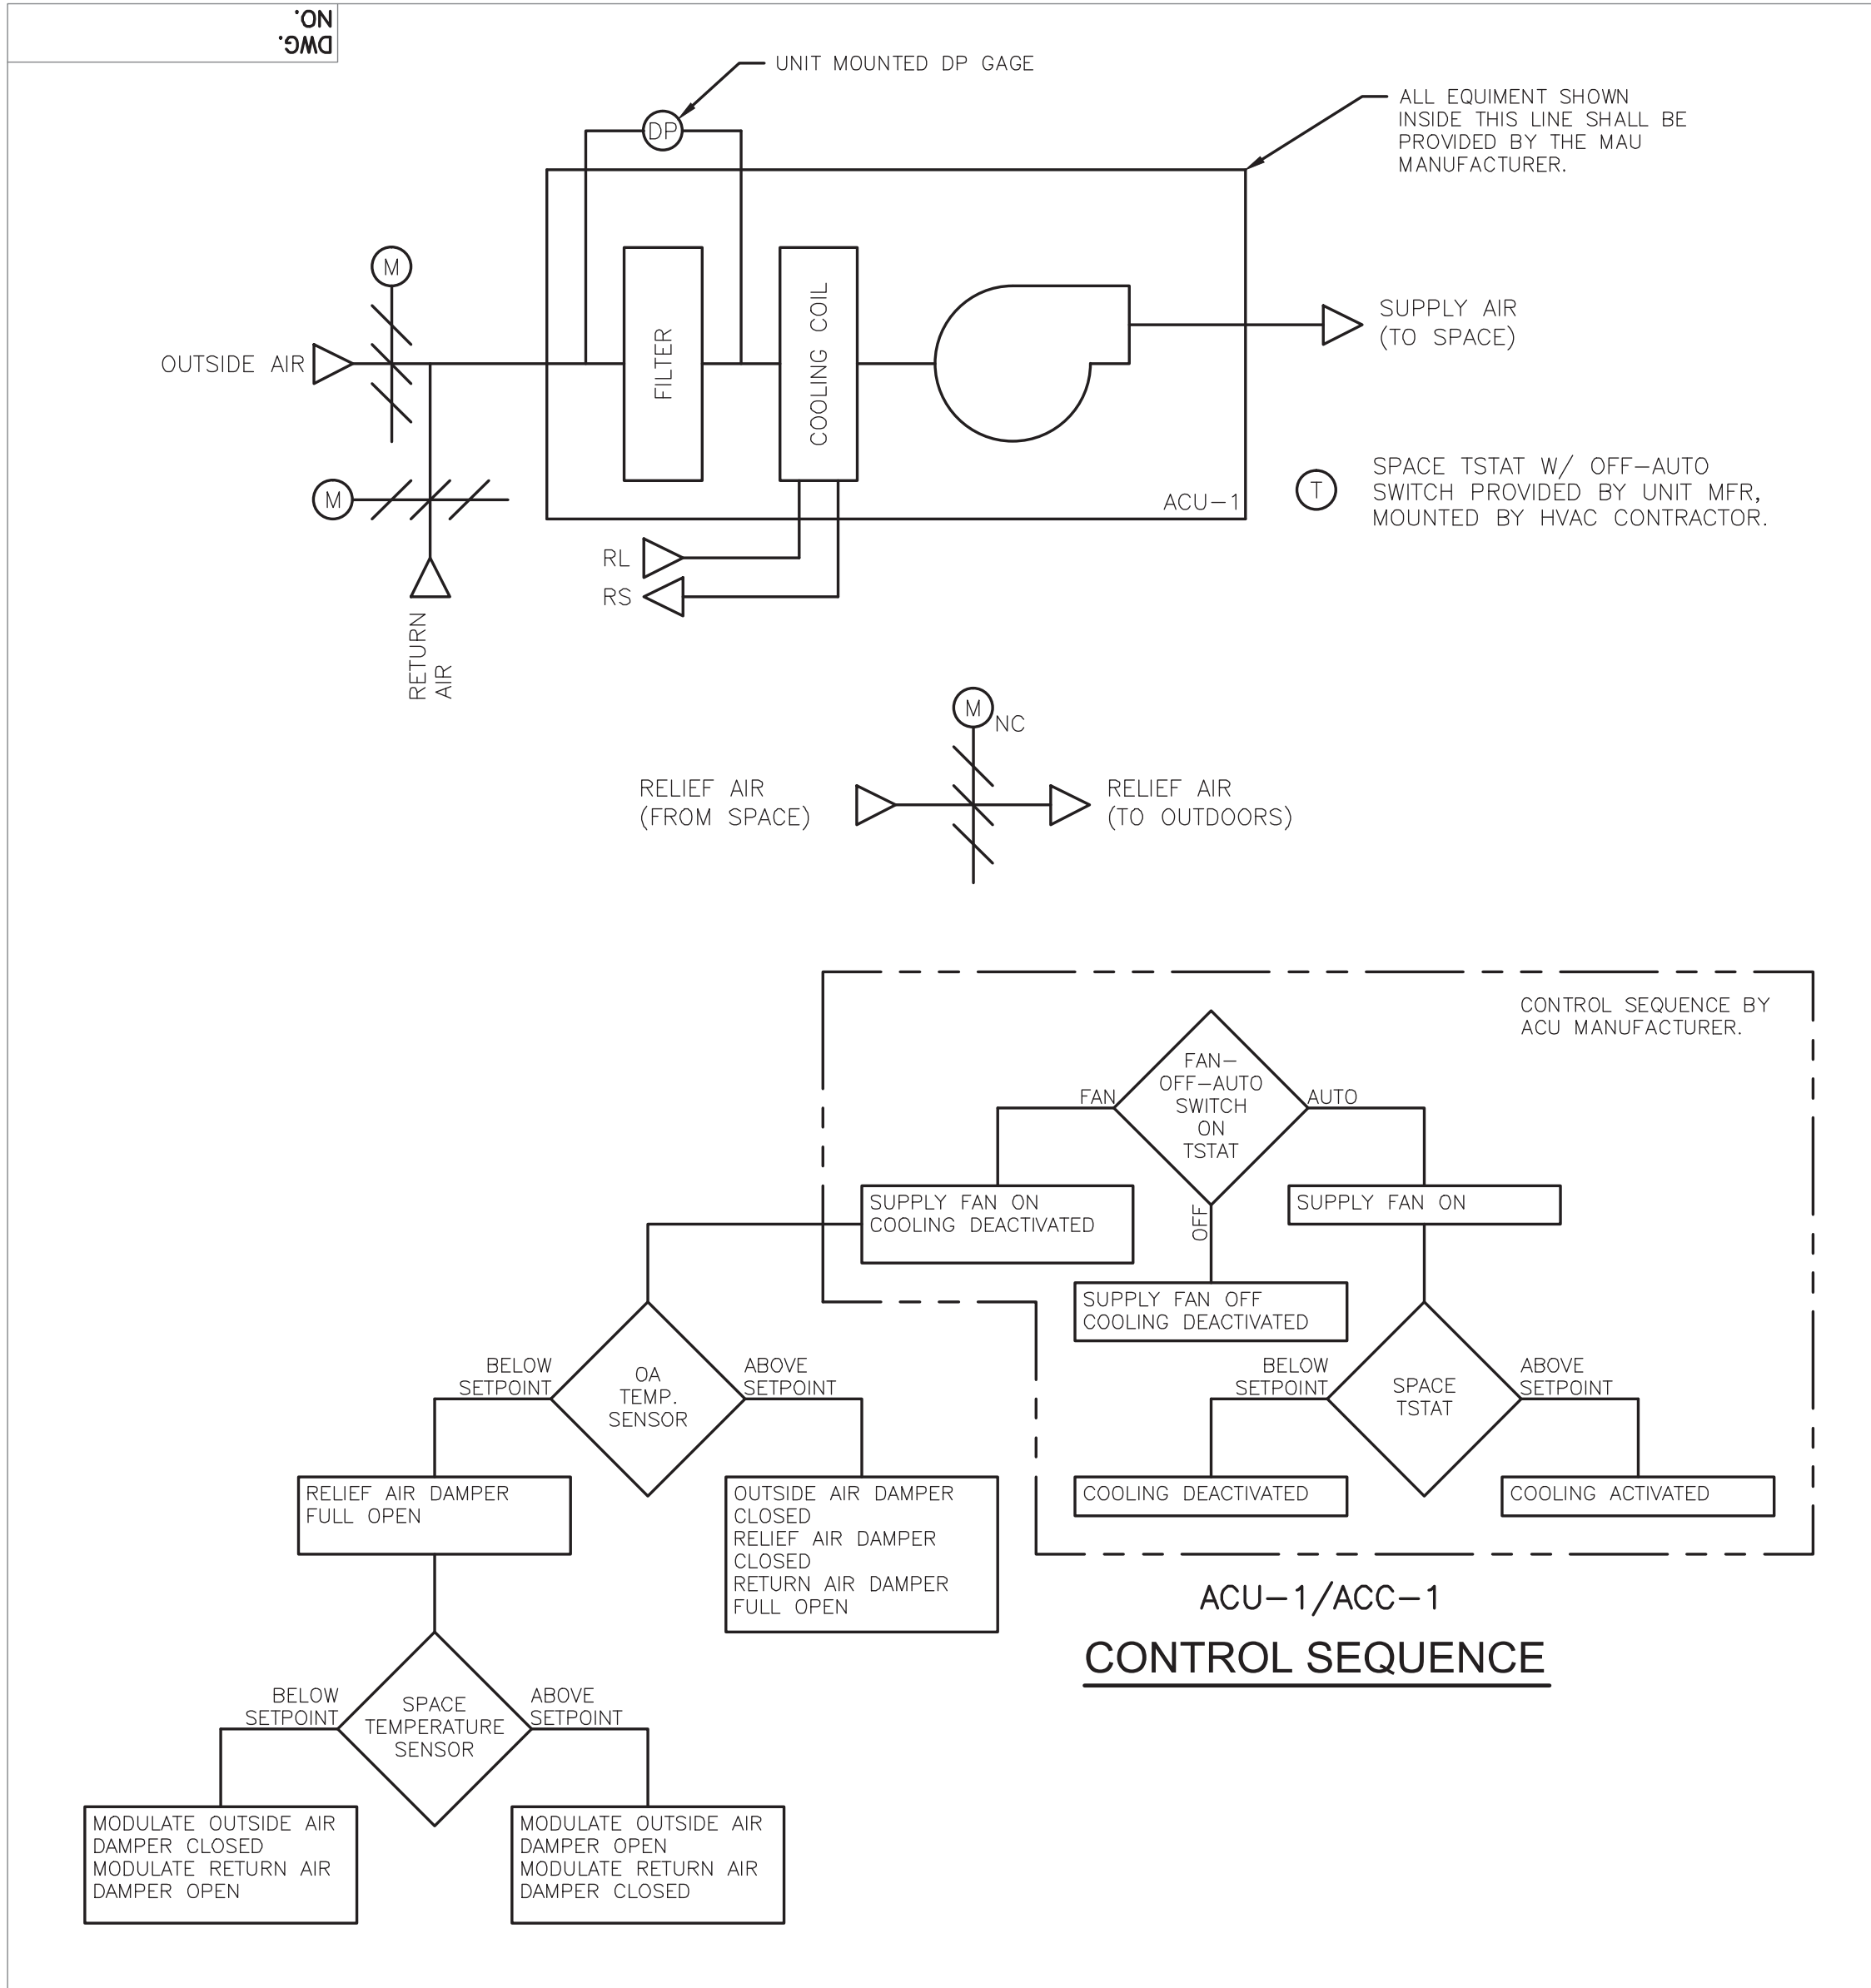 DWG.
NO.
UNIT MOUNTED DP GAGE
DP
ALL EQUIMENT SHOWN
INSIDE THIS LINE SHALL BE
PROVIDED BY THE MAU
MANUFACTURER.
M
OUTSIDE AIR
FILTER
COOLING COIL
SUPPLY AIR
(TO SPACE)
M
ACU-1
T
SPACE TSTAT W/ OFF-AUTO
SWITCH PROVIDED BY UNIT MFR,
MOUNTED BY HVAC CONTRACTOR.
RL
RS
RETURN
AIR
M
NC
RELIEF AIR
(FROM SPACE)
RELIEF AIR
(TO OUTDOORS)
CONTROL SEQUENCE BY
ACU MANUFACTURER.
FAN-
OFF-AUTO
SWITCH
ON
TSTAT
FAN
AUTO
OFF
SUPPLY FAN ON
COOLING DEACTIVATED
SUPPLY FAN ON
SUPPLY FAN OFF
COOLING DEACTIVATED
BELOW
SETPOINT
OA
TEMP.
SENSOR
ABOVE
SETPOINT
BELOW
SETPOINT
SPACE
TSTAT
ABOVE
SETPOINT
RELIEF AIR DAMPER
FULL OPEN
OUTSIDE AIR DAMPER
CLOSED
RELIEF AIR DAMPER
CLOSED
RETURN AIR DAMPER
FULL OPEN
COOLING DEACTIVATED
COOLING ACTIVATED
ACU-1/ACC-1
CONTROL SEQUENCE
BELOW
SETPOINT
SPACE
TEMPERATURE
SENSOR
ABOVE
SETPOINT
MODULATE OUTSIDE AIR
DAMPER CLOSED
MODULATE RETURN AIR
DAMPER OPEN
MODULATE OUTSIDE AIR
DAMPER OPEN
MODULATE RETURN AIR
DAMPER CLOSED